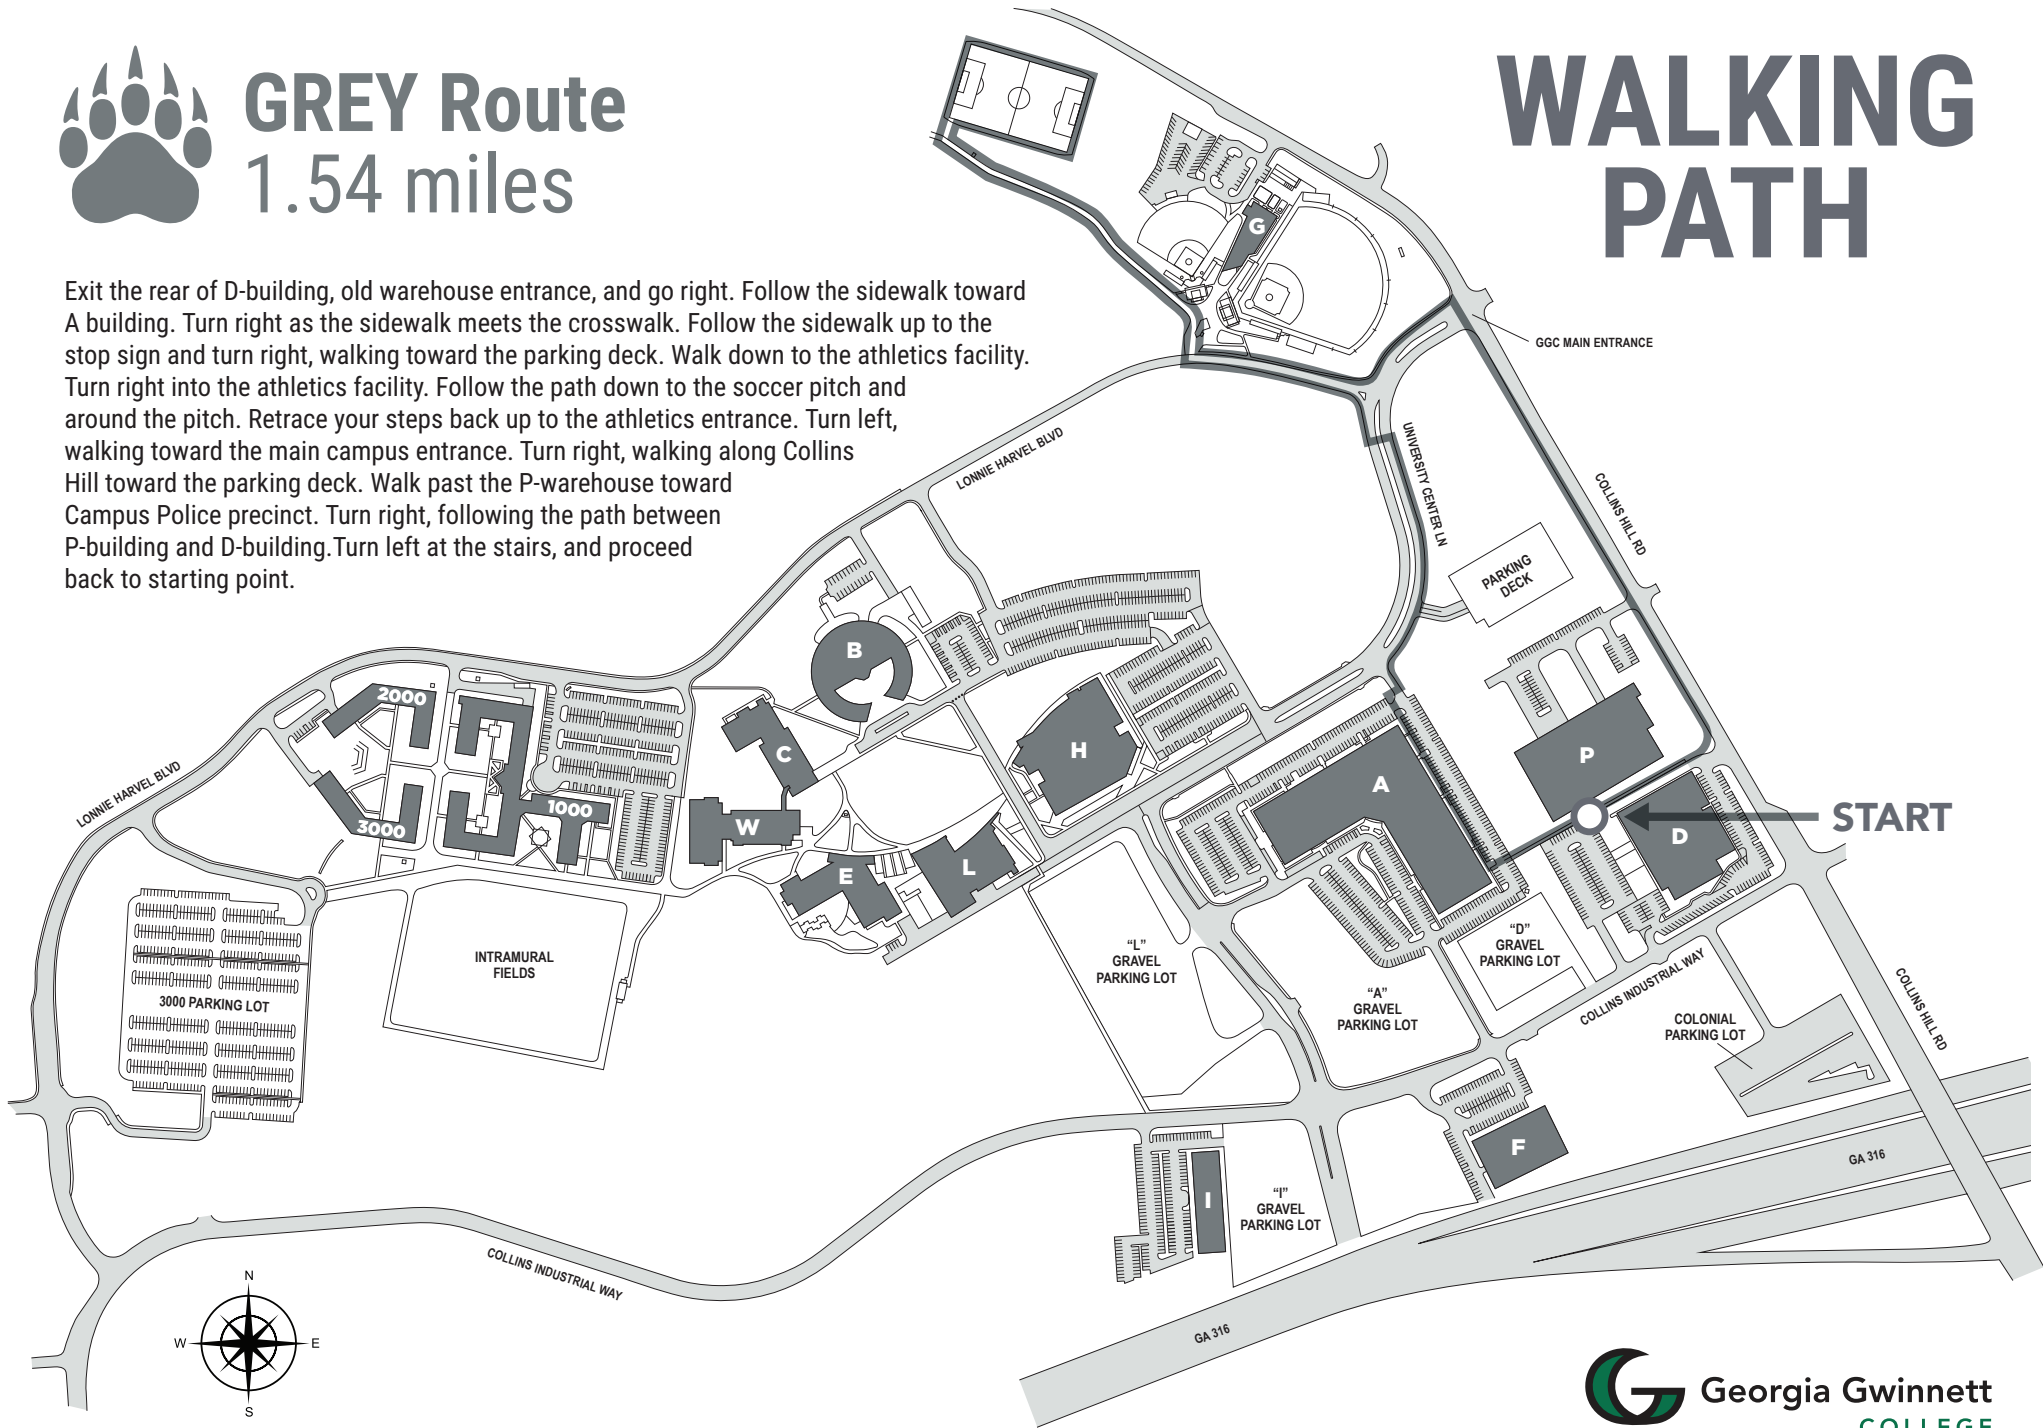 GREY Route
1.54 miles
WALKING
PATH
Exit the rear of D-building, old warehouse entrance, and go right. Follow the sidewalk toward
A building. Turn right as the sidewalk meets the crosswalk. Follow the sidewalk up to the
stop sign and turn right, walking toward the parking deck. Walk down to the athletics facility.
Turn right into the athletics facility. Follow the path down to the soccer pitch and
around the pitch. Retrace your steps back up to the athletics entrance. Turn left,
walking toward the main campus entrance. Turn right, walking along Collins
Hill toward the parking deck. Walk past the P-warehouse toward
Campus Police precinct. Turn right, following the path between
P-building and D-building.Turn left at the stairs, and proceed
back to starting point.
G
GGC MAIN ENTRANCE
LONNIE HARVEL BLVD
UNIVERSITY CENTER LN
COLLINS HILL RD
PARKING
DECK
B
2000
C
H
P
A
LONNIE HARVEL BLVD
1000
3000
W
START
D
E
L
INTRAMURAL
FIELDS
"L"
GRAVEL
PARKING LOT
"D"
GRAVEL
PARKING LOT
3000 PARKING LOT
"A"
GRAVEL
PARKING LOT
COLLINS INDUSTRIAL WAY
COLONIAL
PARKING LOT
COLLINS HILL RD
F
GA 316
I
"I"
GRAVEL
PARKING LOT
COLLINS INDUSTRIAL WAY
GA 316
N
W
E
S
Georgia Gwinnett
COLLEGE